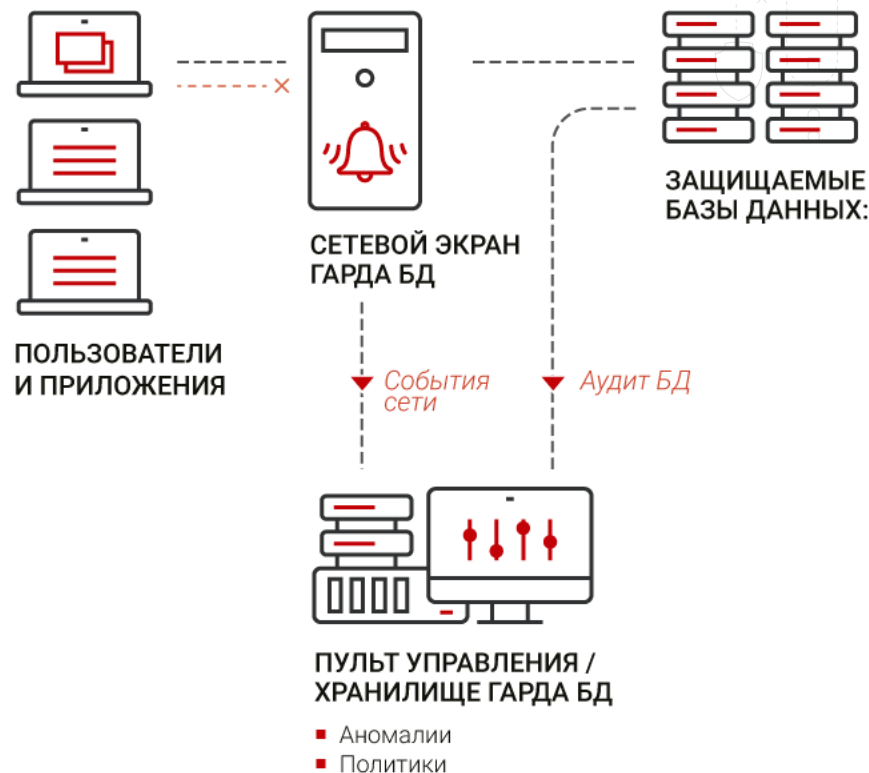 ЗАЩИЩАЕМЫЕ
БАЗЫ ДАННЫХ:
СЕТЕВОЙ ЭКРАН
ГАРДА БД
ПОЛЬЗОВАТЕЛИ
И ПРИЛОЖЕНИЯ
События
сети
Аудит БД
ПУЛЬТ УПРАВЛЕНИЯ /
ХРАНИЛИЩЕ ГАРДА БД
Аномалии
Политики